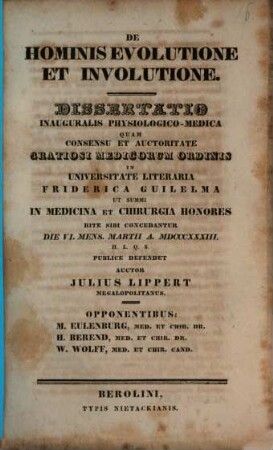 DE
HOMINIS EVOLUTIONE
ET INVOLUTIONE.
DISSERTATIO
INAUGURALIS PHYSIOLOGICO-MEDICA
QUAM
CONSENSU ET AUCTORITATE
GRATIOSI MEDICORUM ORDINIS
IN
UNIVERSITATE LITERARIA
FRIDERICA GUILELMA
UT SUMMI
IN MEDICINA ET CHIRURGIA HONORES
RITE SIBI CONCEDANTUR
DIE VI. MENS. MARTII A. MDCCCXXXIII.
H. L. Q. S.
PUBLICE DEFENDET
AUCTOR
JULIUS LIPPERT
MEGALOPOLITANUS.
OPPONENTIBUS:
M. EULENBURG, MED. ET CHIR. DR.
H. BEREND, MED. ET CHIR. DR.
W. WOLFF, MED. ET CHIR. CAND.
BEROLINI,
TYPIS NIETACKIANIS.